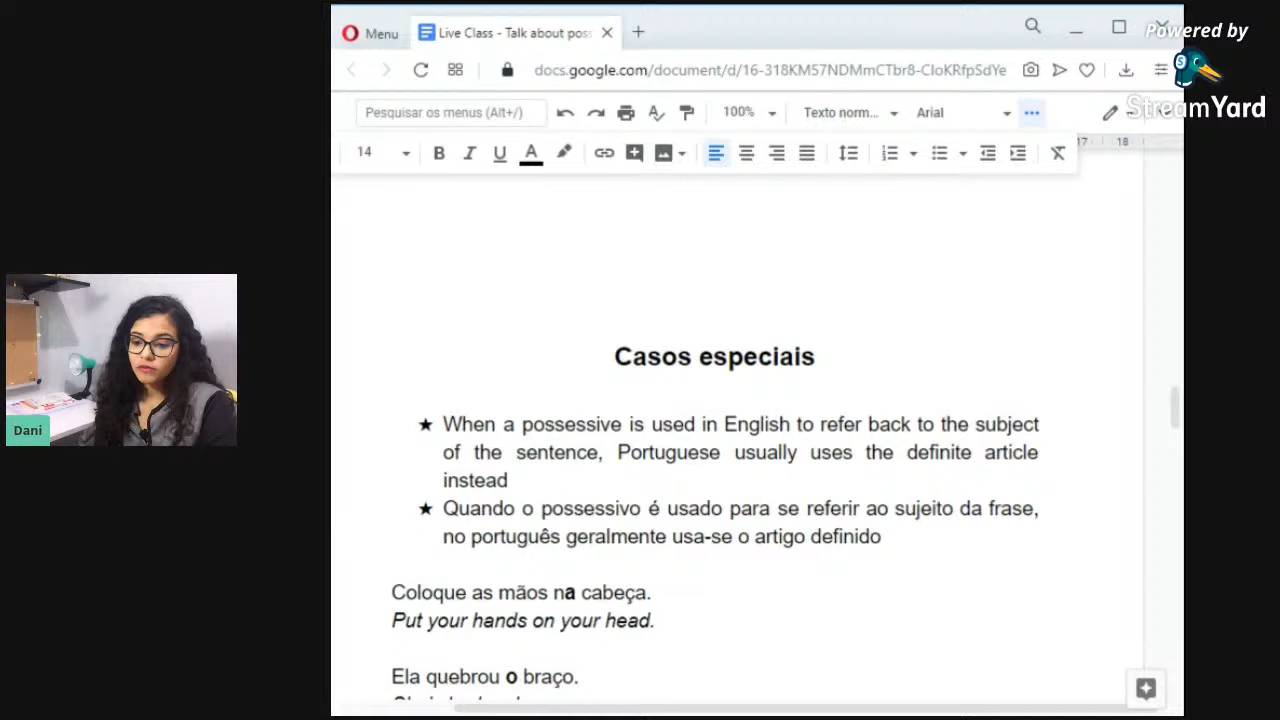 Powered by
StreamYard
Menu
Live Class - Talk about poss
docs.google.com/document/d/16-318KM57NDMmCTbr8-CIoKRfpSdYe
Pesquisar os menus (Alt+/)
100%
Texto norm...
Arial
14
17
18
Casos especiais
★ When a possessive is used in English to refer back to the subject
of the sentence, Portuguese usually uses the definite article
instead
★ Quando o possessivo é usado para se referir ao sujeito da frase,
no português geralmente usa-se o artigo definido
Coloque as mãos na cabeça.
Put your hands on your head.
Ela quebrou o braço.
Dani